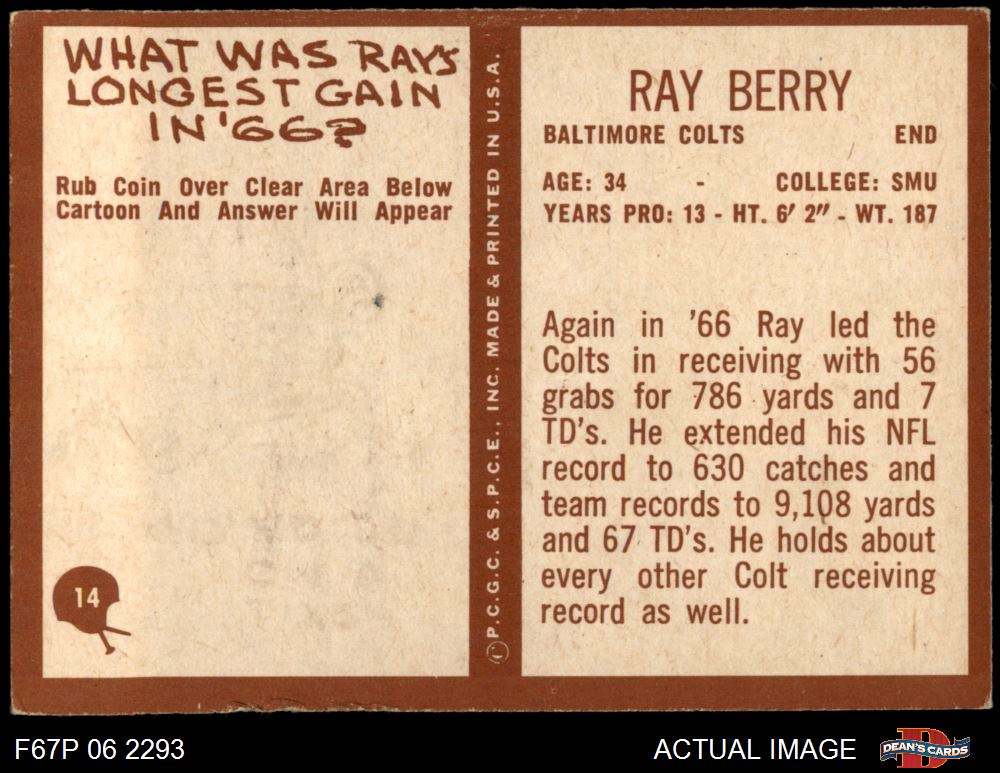 WHAT WAS RAY'S
LONGEST GAIN
IN '66?
Rub Coin Over Clear Area Below
Cartoon And Answer Will Appear
14
© P.C.G.C. & S.P.C.E., INC. MADE & PRINTED IN U.S.A.
RAY BERRY
BALTIMORE COLTS END
AGE: 34 - COLLEGE: SMU
YEARS PRO: 13 - HT. 6' 2" - WT. 187
Again in '66 Ray led the
Colts in receiving with 56
grabs for 786 yards and 7
TD's. He extended his NFL
record to 630 catches and
team records to 9,108 yards
and 67 TD's. He holds about
every other Colt receiving
record as well.
F67P 06 2293
ACTUAL IMAGE
DEAN'S CARDS